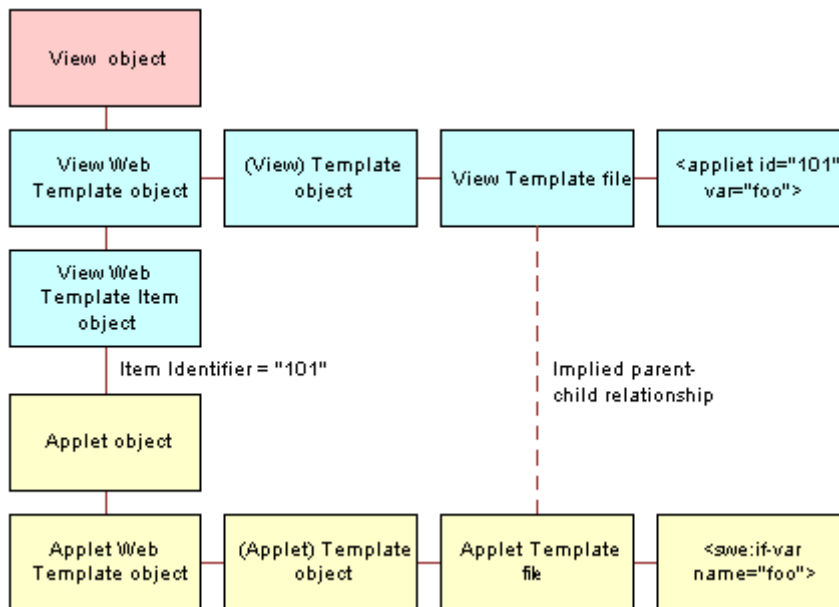 View object
View Web
Template object
(View) Template
object
View Template file
<appliet id="101"
var="foo">
View Web
Template Item
object
Item Identifier = "101"
Implied parent-
child relationship
Applet object
Applet Web
Template object
(Applet) Template
object
Applet Template
file
<swe:if-var
name="foo">